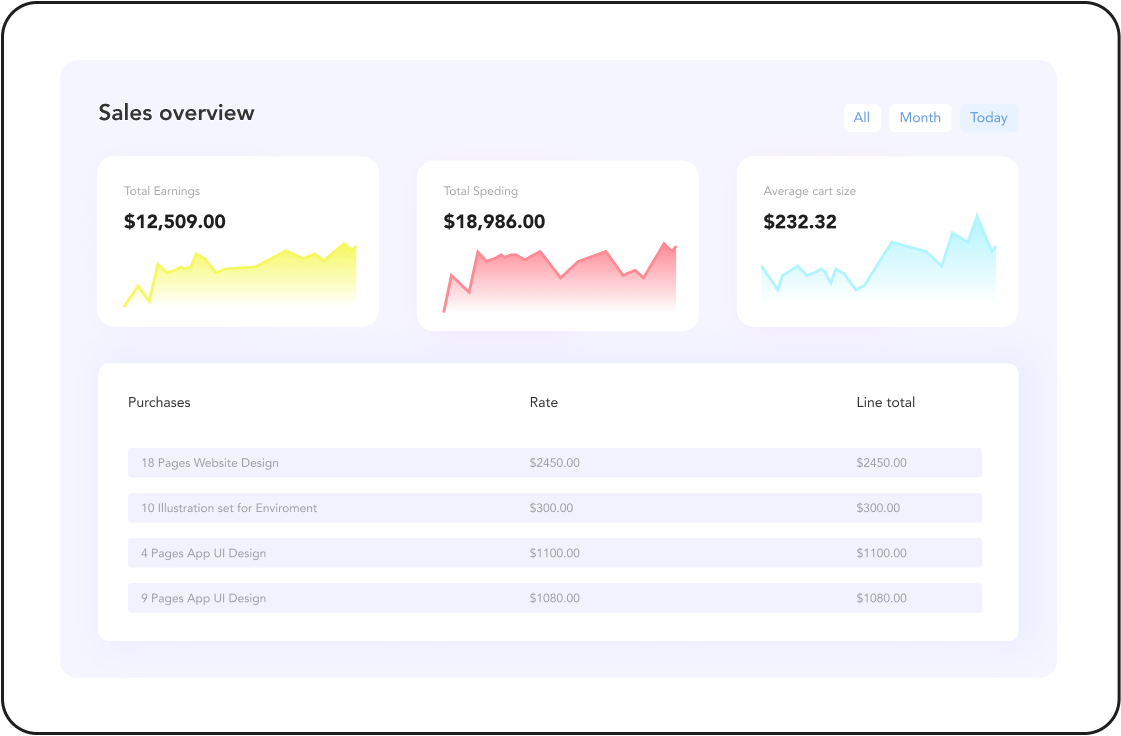 Sales overview
All Month Today
Total Earnings
$12,509.00
Total Speding
$18,986.00
Average cart size
$232.32
Purchases Rate Line total
18 Pages Website Design $2450.00 $2450.00
10 Illustration set for Enviroment $300.00 $300.00
4 Pages App UI Design $1100.00 $1100.00
9 Pages App UI Design $1080.00 $1080.00